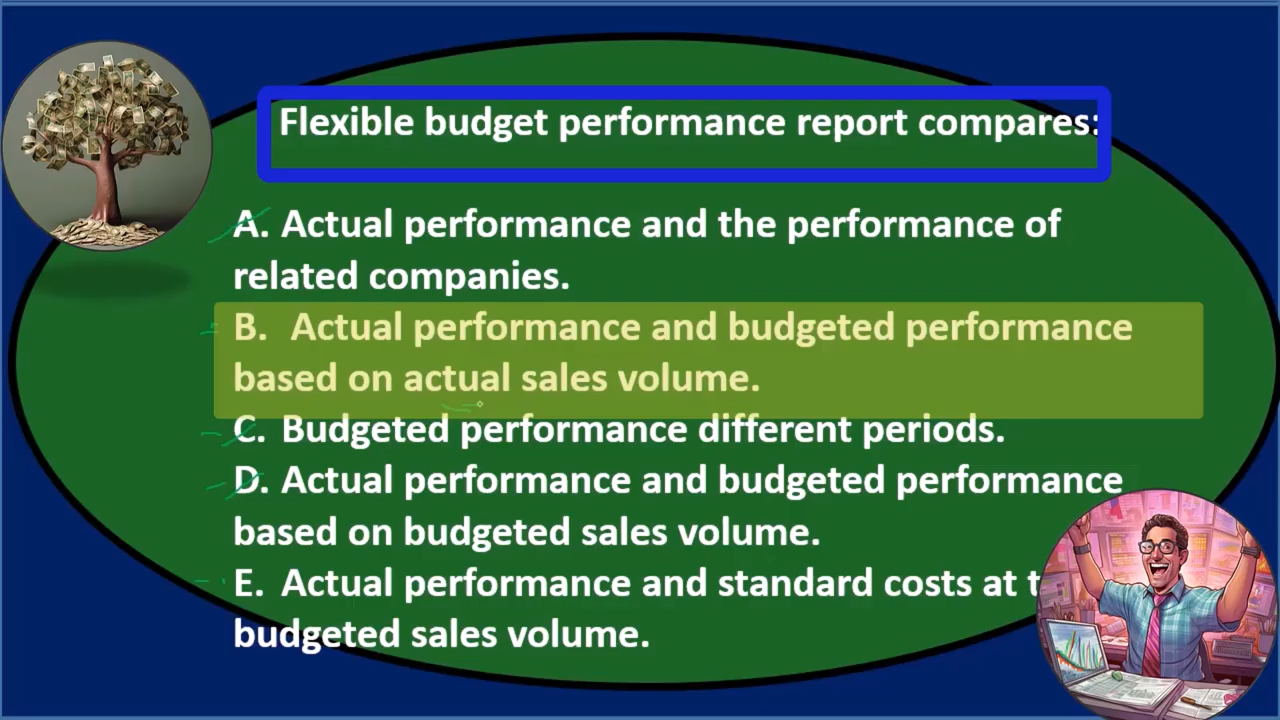 Flexible budget performance report compares:
A. Actual performance and the performance of
related companies.
B. Actual performance and budgeted performance
based on actual sales volume.
C. Budgeted performance different periods.
D. Actual performance and budgeted performance
based on budgeted sales volume.
E. Actual performance and standard costs at
budgeted sales volume.